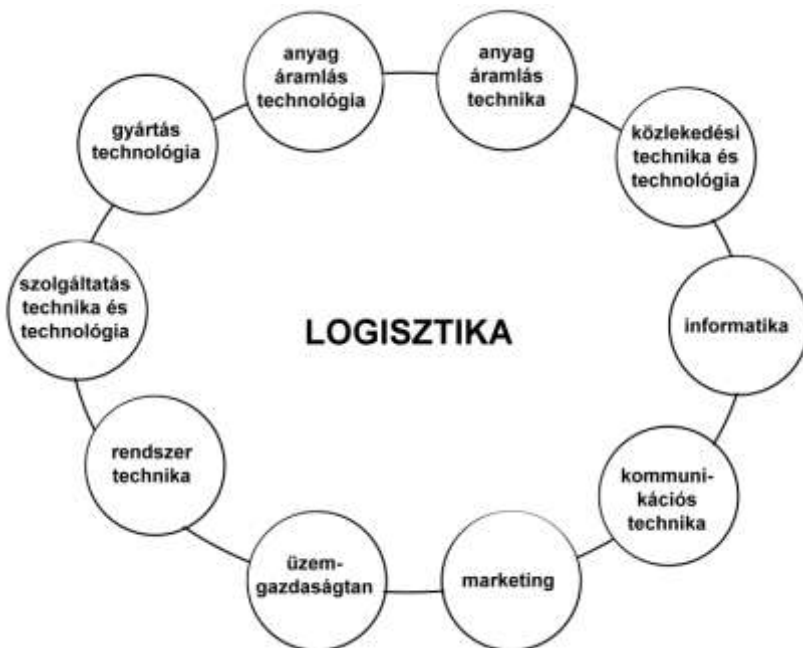 anyag
áramlás
technológia
anyag
áramlás
technika
közlekedési
technika és
technológia
informatika
kommuni-
kációs
technika
marketing
üzem-
gazdaságtan
rendszer
technika
szolgáltatás
technika és
technológia
gyártás
technológia
LOGISZTIKA